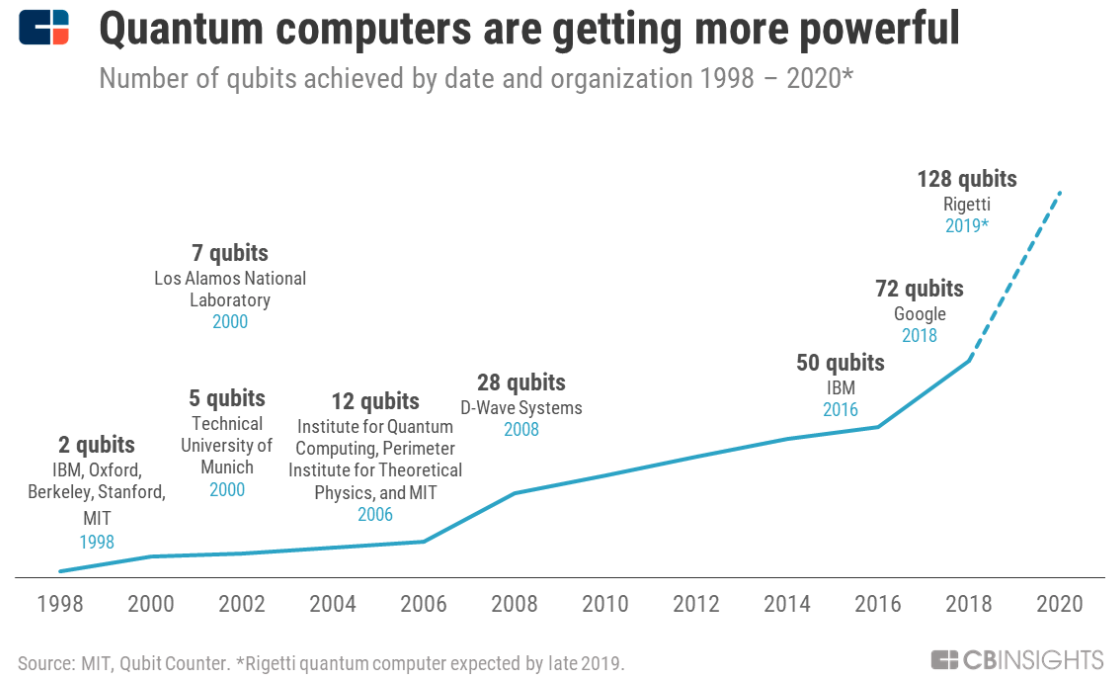 Quantum computers are getting more powerful
Number of qubits achieved by date and organization 1998 – 2020*
2 qubits
IBM, Oxford,
Berkeley, Stanford,
MIT
1998
7 qubits
Los Alamos National
Laboratory
2000
5 qubits
Technical
University of
Munich
2000
12 qubits
Institute for Quantum
Computing, Perimeter
Institute for Theoretical
Physics, and MIT
2006
28 qubits
D-Wave Systems
2008
50 qubits
IBM
2016
72 qubits
Google
2018
128 qubits
Rigetti
2019*
1998 2000 2002 2004 2006 2008 2010 2012 2014 2016 2018 2020
Source: MIT, Qubit Counter. *Rigetti quantum computer expected by late 2019.
CBINSIGHTS